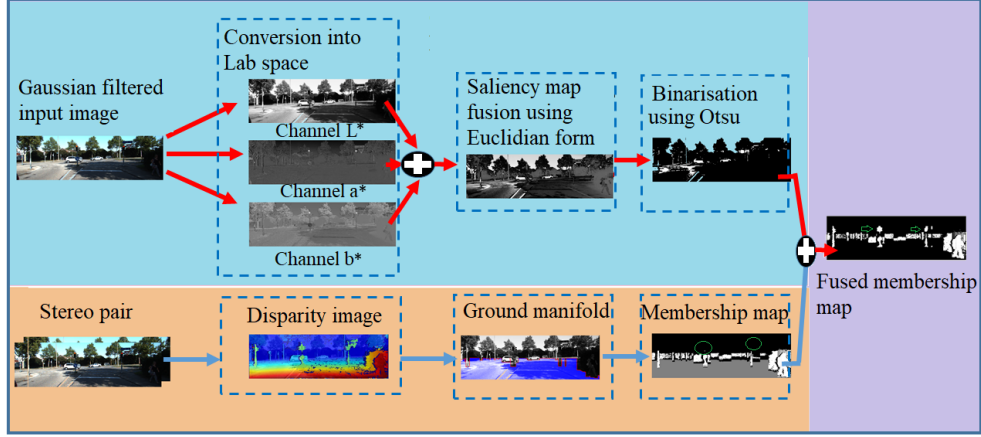 Gaussian filtered
input image
Conversion into
Lab space
Channel L*
Channel a*
Channel b*
Saliency map
fusion using
Euclidian form
Binarisation
using Otsu
Fused membership
map
Stereo pair
Disparity image
Ground manifold
Membership map